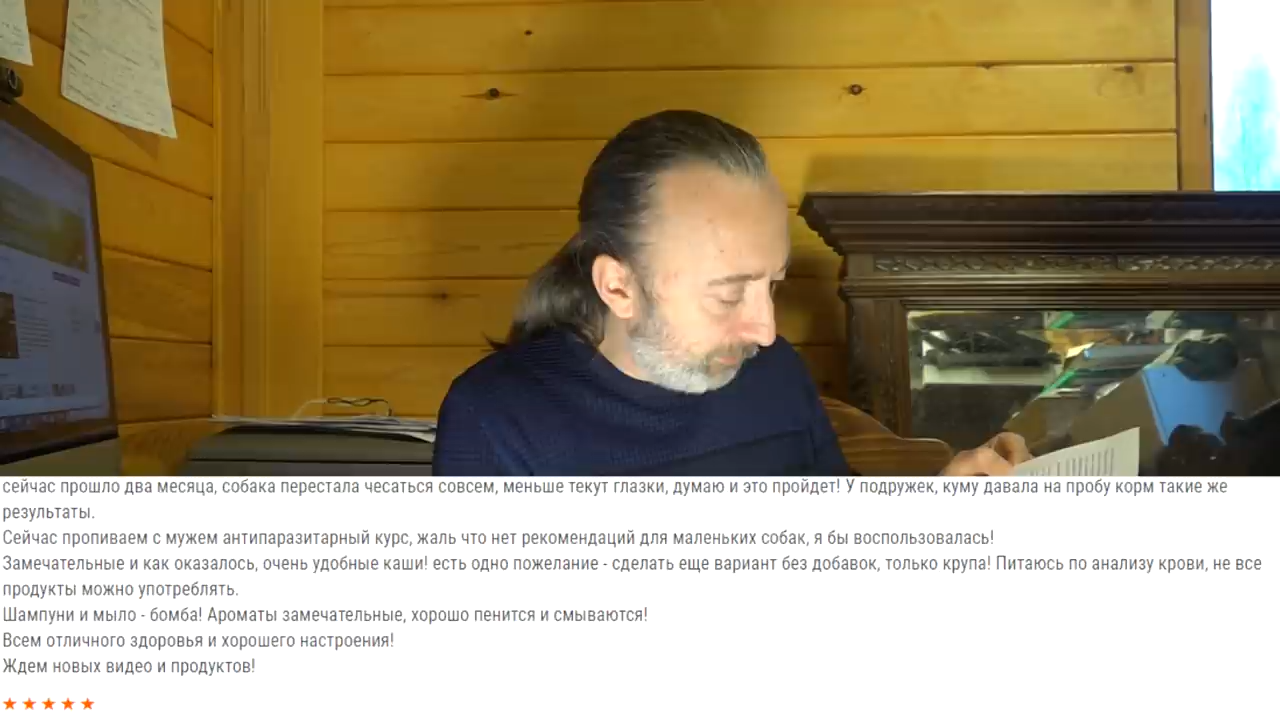 сейчас прошло два месяца, собака перестала чесаться совсем, меньше текут глазки, думаю и это пройдет! У подружек, куму давала на пробу корм такие же
результаты.
Сейчас пропиваем с мужем антипаразитарный курс, жаль что нет рекомендаций для маленьких собак, я бы воспользовалась!
Замечательные и как оказалось, очень удобные каши! есть одно пожелание - сделать еще вариант без добавок, только крупа! Питаюсь по анализу крови, не все
продукты можно употреблять.
Шампуни и мыло - бомба! Ароматы замечательные, хорошо пенится и смываются!
Всем отличного здоровья и хорошего настроения!
Ждем новых видео и продуктов!